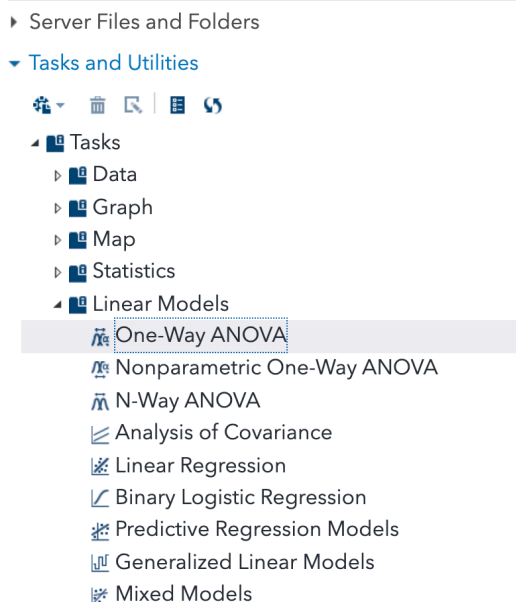 Server Files and Folders
Tasks and Utilities
Tasks
Data
Graph
Map
Statistics
Linear Models
One-Way ANOVA
Nonparametric One-Way ANOVA
N-Way ANOVA
Analysis of Covariance
Linear Regression
Binary Logistic Regression
Predictive Regression Models
Generalized Linear Models
Mixed Models